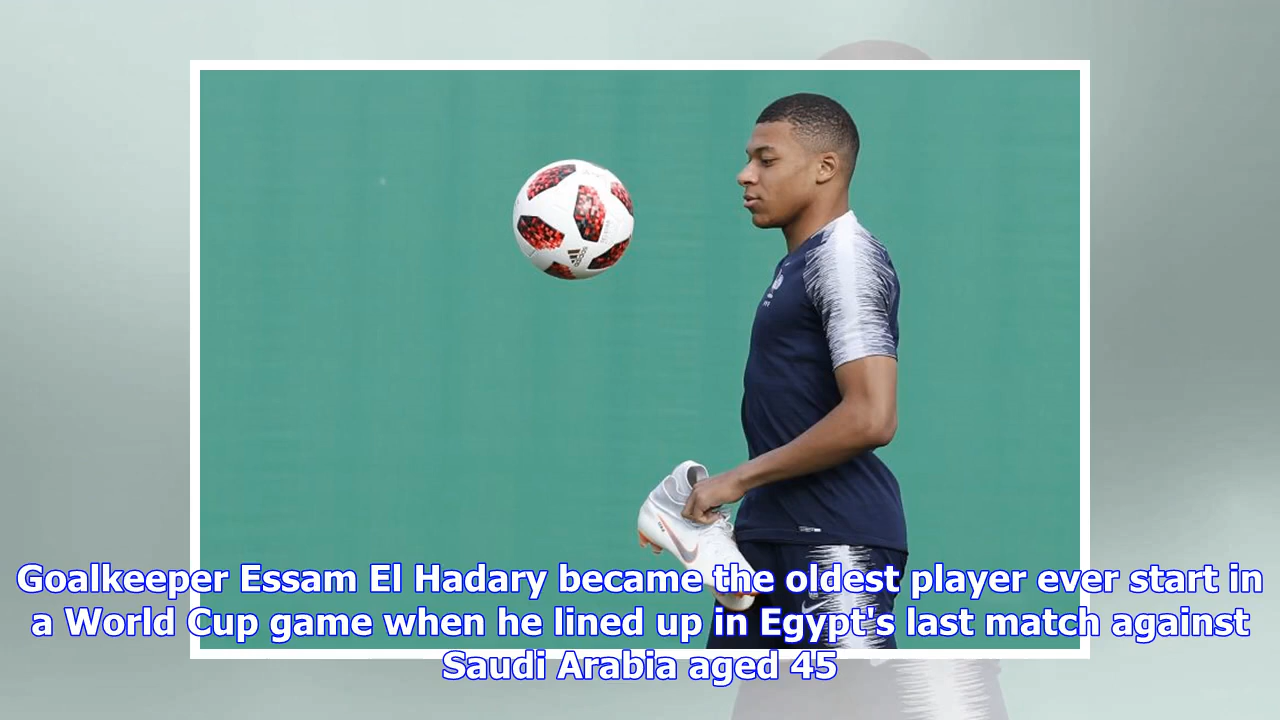 Goalkeeper Essam El Hadary became the oldest player ever start in
a World Cup game when he lined up in Egypt's last match against
Saudi Arabia aged 45